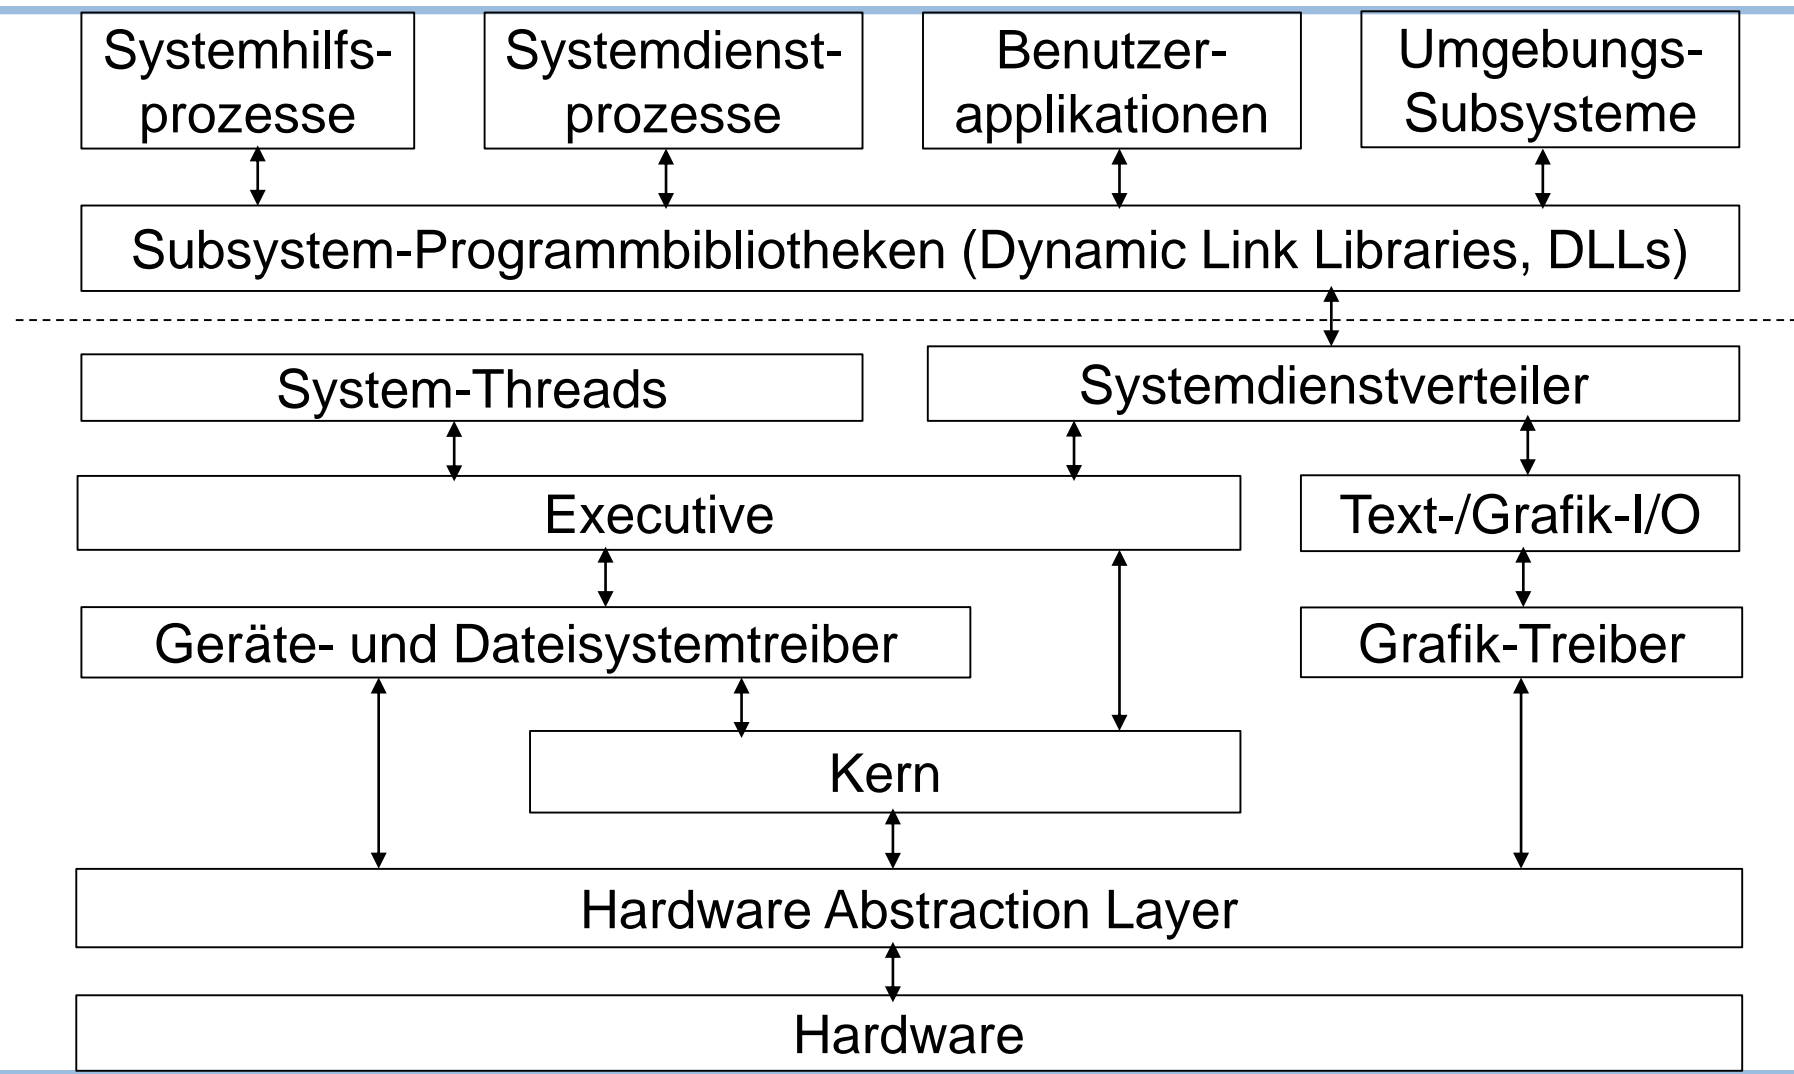 Systemhilfs-
prozesse
Systemdienst-
prozesse
Benutzer-
applikationen
Umgebungs-
Subsysteme
Subsystem-Programmbibliotheken (Dynamic Link Libraries, DLLs)
System-Threads
Systemdienstverteiler
Executive
Text-/Grafik-I/O
Geräte- und Dateisystemtreiber
Grafik-Treiber
Kern
Hardware Abstraction Layer
Hardware